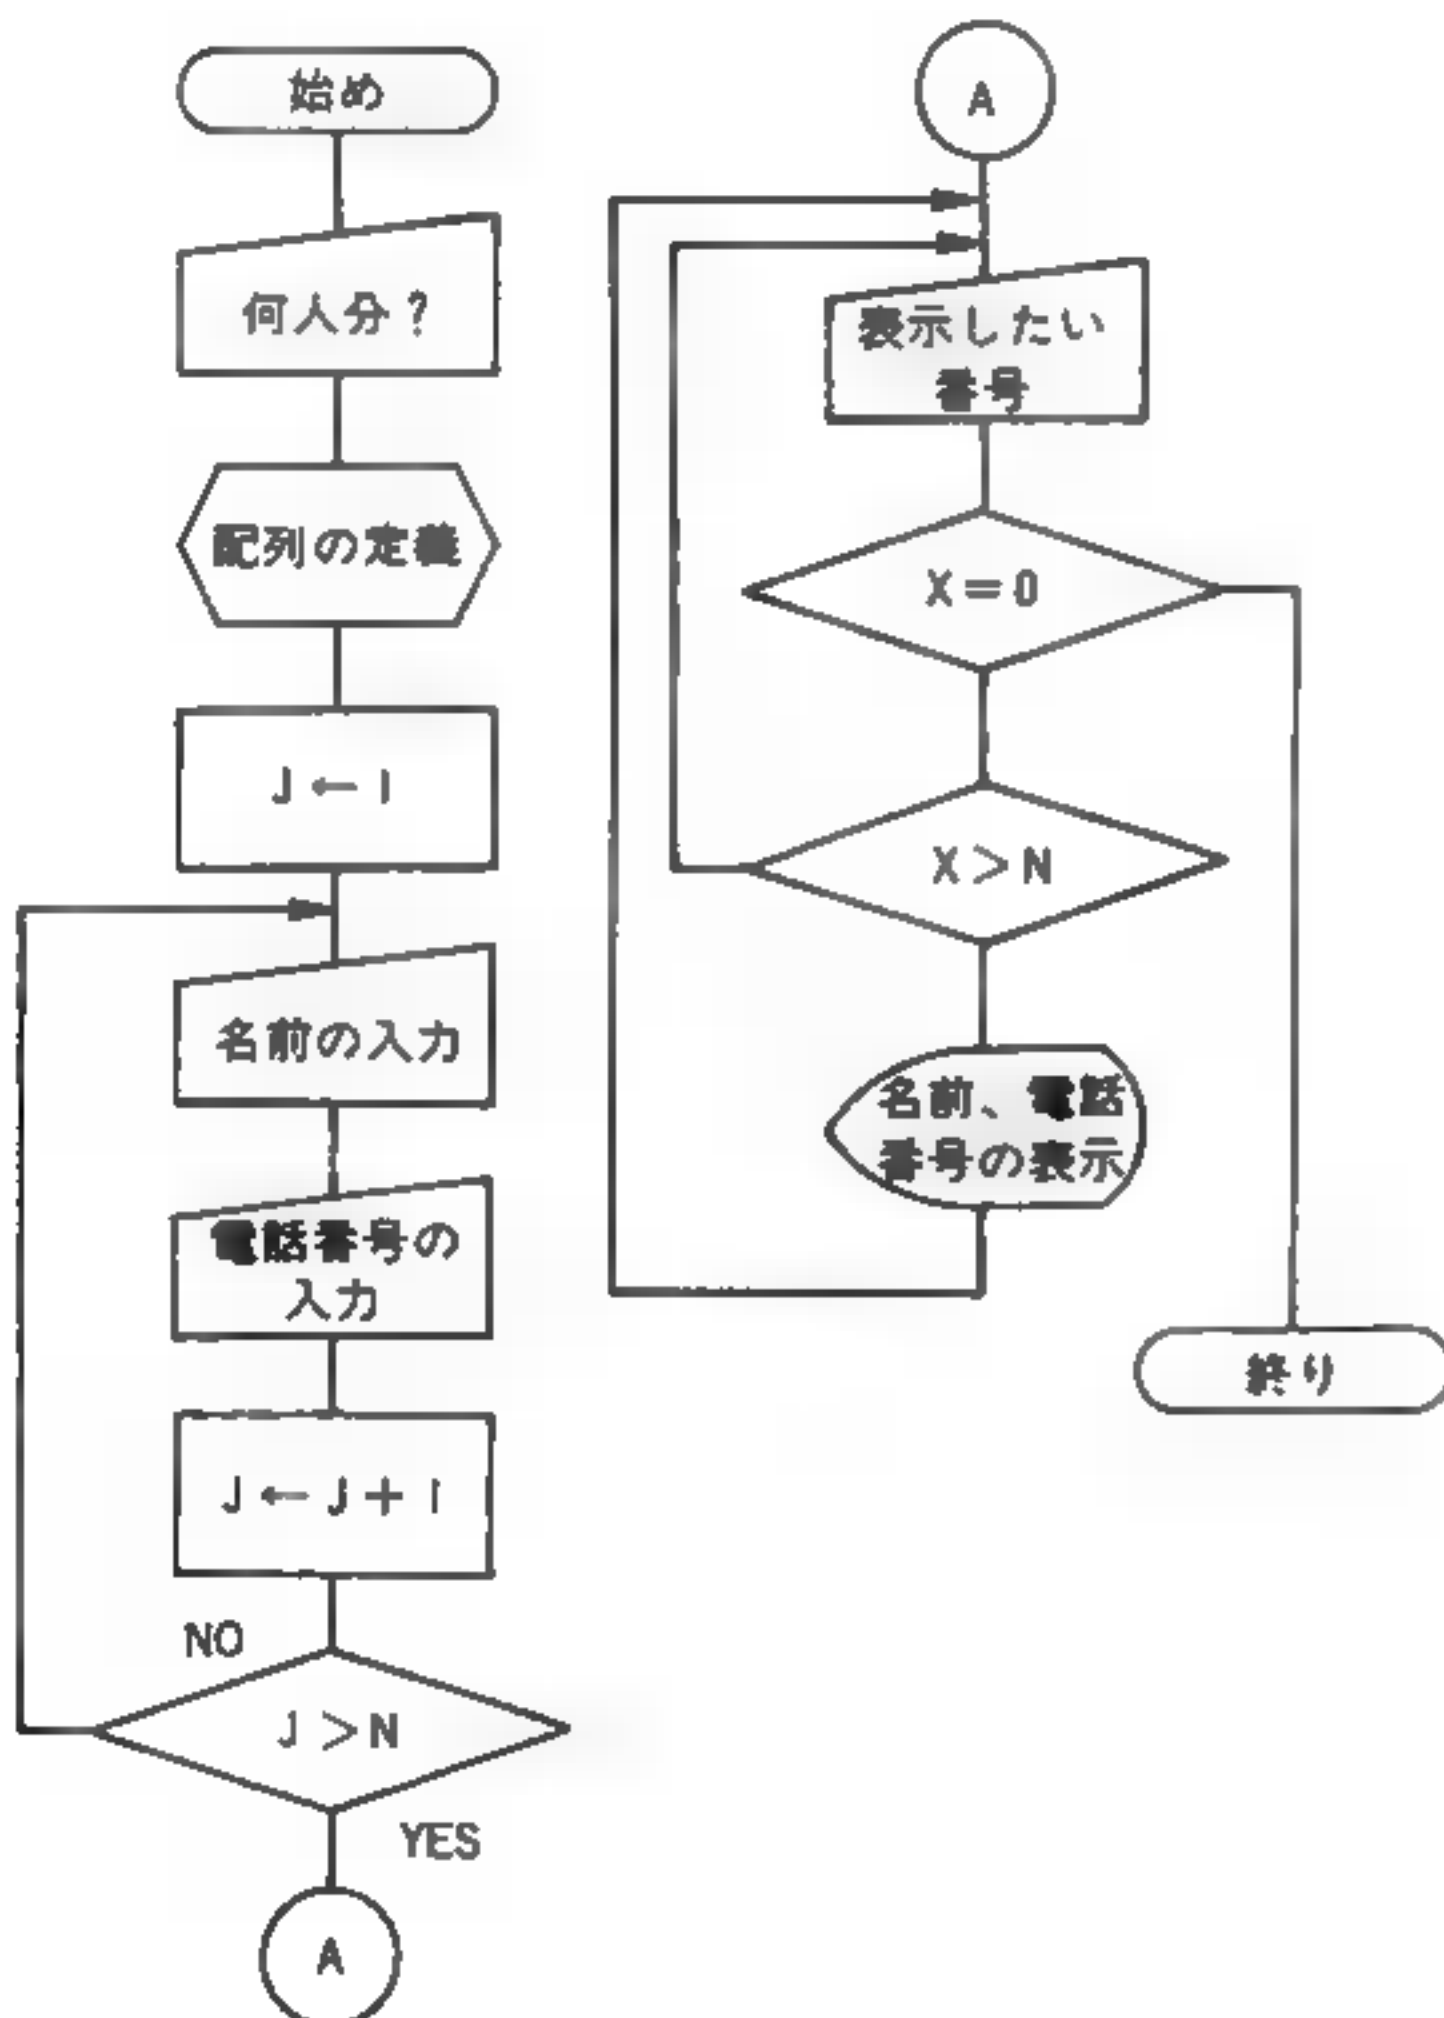 始め
何人分?
配列の定義
J←1
名前の入力
電話番号の
入力
J←J+1
NO
J>N
YES
A
A
表示したい
番号
X=0
X>N
名前、電話
番号の表示
終り